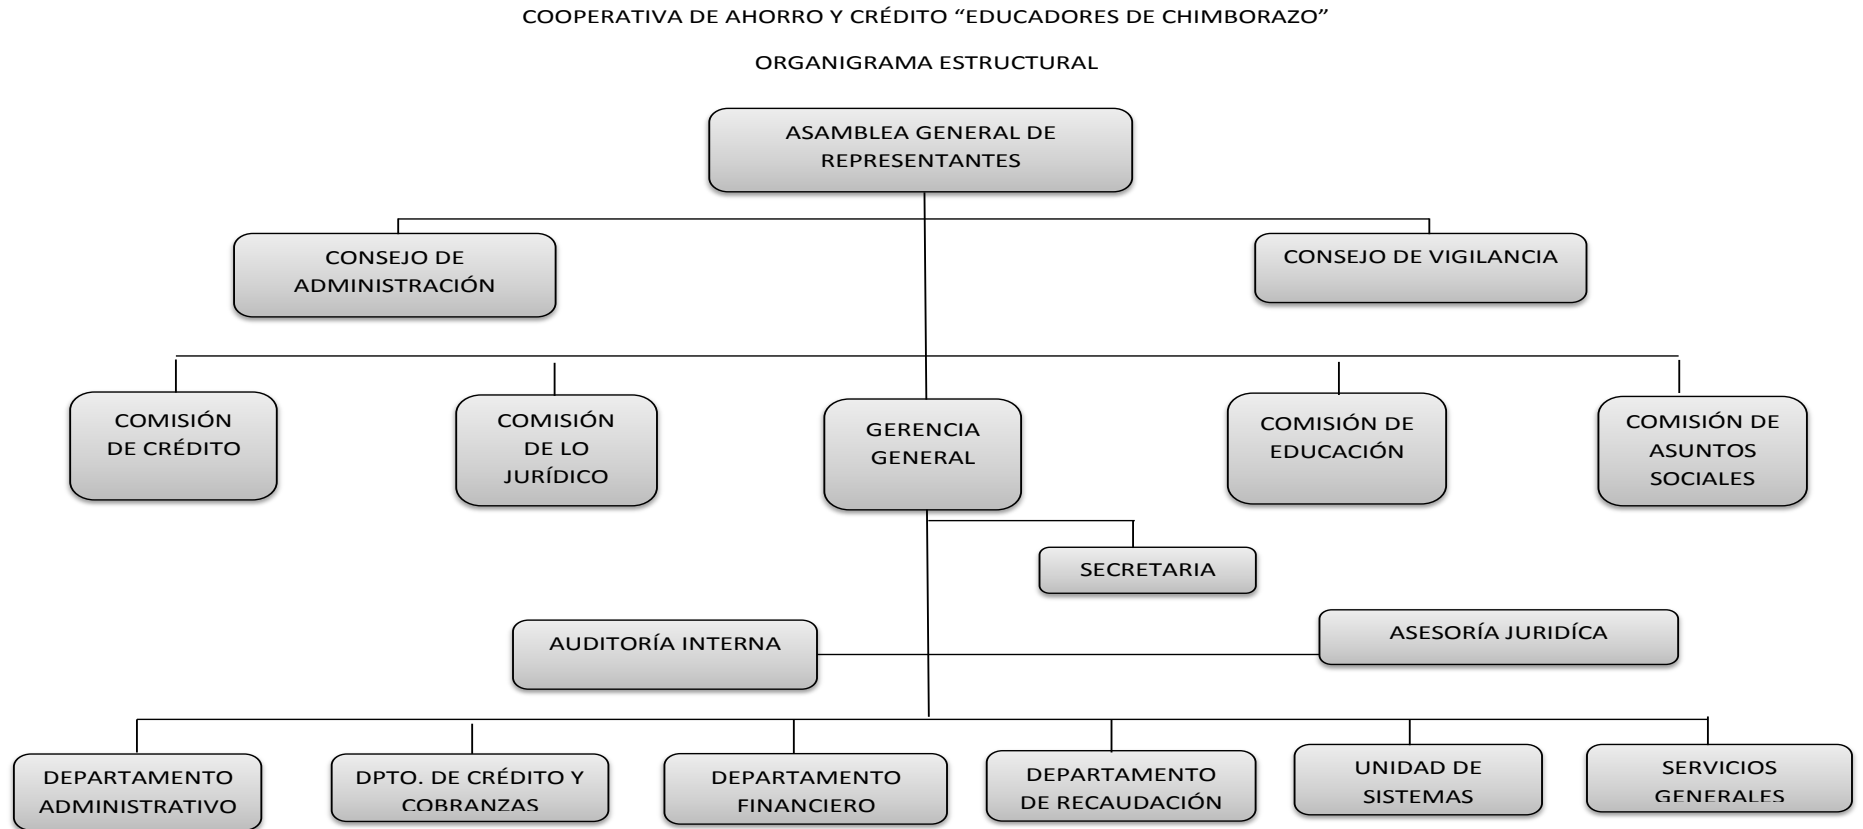 COOPERATIVA DE AHORRO Y CRÉDITO “EDUCADORES DE CHIMBORAZO”
ORGANIGRAMA ESTRUCTURAL
ASAMBLEA GENERAL DE
REPRESENTANTES
CONSEJO DE
ADMINISTRACIÓN
CONSEJO DE VIGILANCIA
COMISIÓN
DE CRÉDITO
COMISIÓN
DE LO
JURÍDICO
GERENCIA
GENERAL
COMISIÓN DE
EDUCACIÓN
COMISIÓN DE
ASUNTOS
SOCIALES
SECRETARIA
AUDITORÍA INTERNA
ASESORÍA JURIDÍCA
DEPARTAMENTO
ADMINISTRATIVO
DPTO. DE CRÉDITO Y
COBRANZAS
DEPARTAMENTO
FINANCIERO
DEPARTAMENTO
DE RECAUDACIÓN
UNIDAD DE
SISTEMAS
SERVICIOS
GENERALES